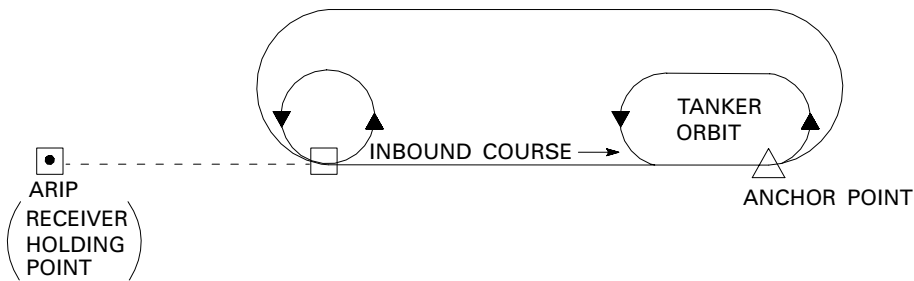 TANKER
ORBIT
INBOUND COURSE
ARIP
RECEIVER
HOLDING
POINT
ANCHOR POINT